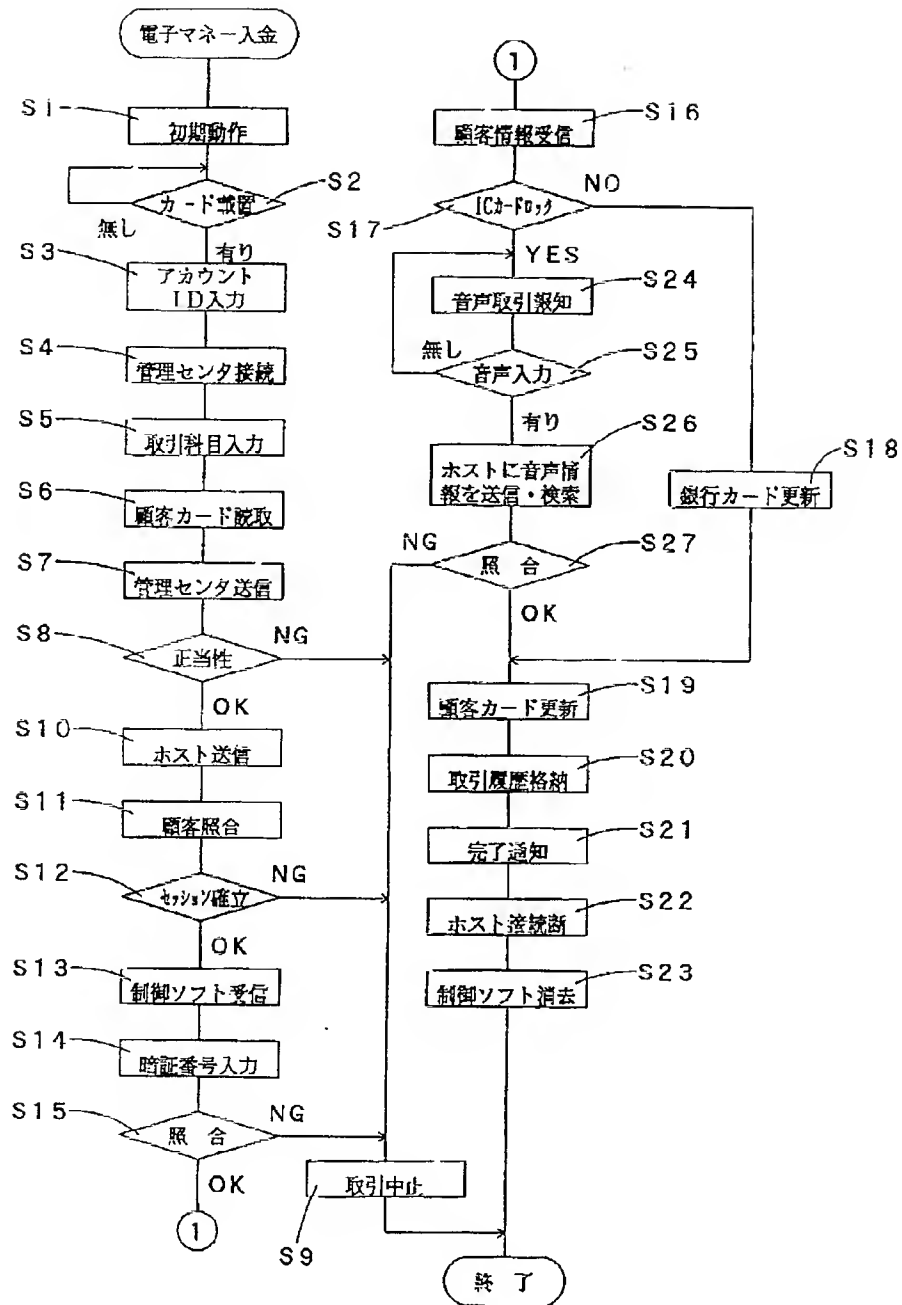 電子マネー入金
S1
初期動作
S2
カード載置
無し
有り
S3
アカウント
ID入力
S4
管理センタ接続
S5
取引科目入力
S6
顧客カード読取
S7
管理センタ送信
S8
正当性
NG
OK
S10
ホスト送信
S11
顧客照合
S12
セッション確立
NG
OK
S13
制御ソフト受信
S14
暗証番号入力
S15
照 合
NG
OK
1
取引中止
S9
1
S16
顧客情報受信
S17
ICカードロック
NO
YES
S24
音声取引報知
無し
S25
音声入力
有り
S26
ホストに音声情
報を送信・検索
S18
銀行カード更新
NG
S27
照 合
OK
S19
顧客カード更新
S20
取引履歴格納
S21
完了通知
S22
ホスト接続断
S23
制御ソフト消去
終 了